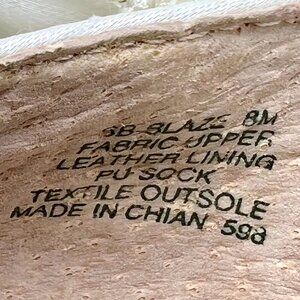 SB-BLAZE 8M
FABRIC UPPER
LEATHER LINING
PU SOCK
TEXTILE OUTSOLE
MADE IN CHIAN 598